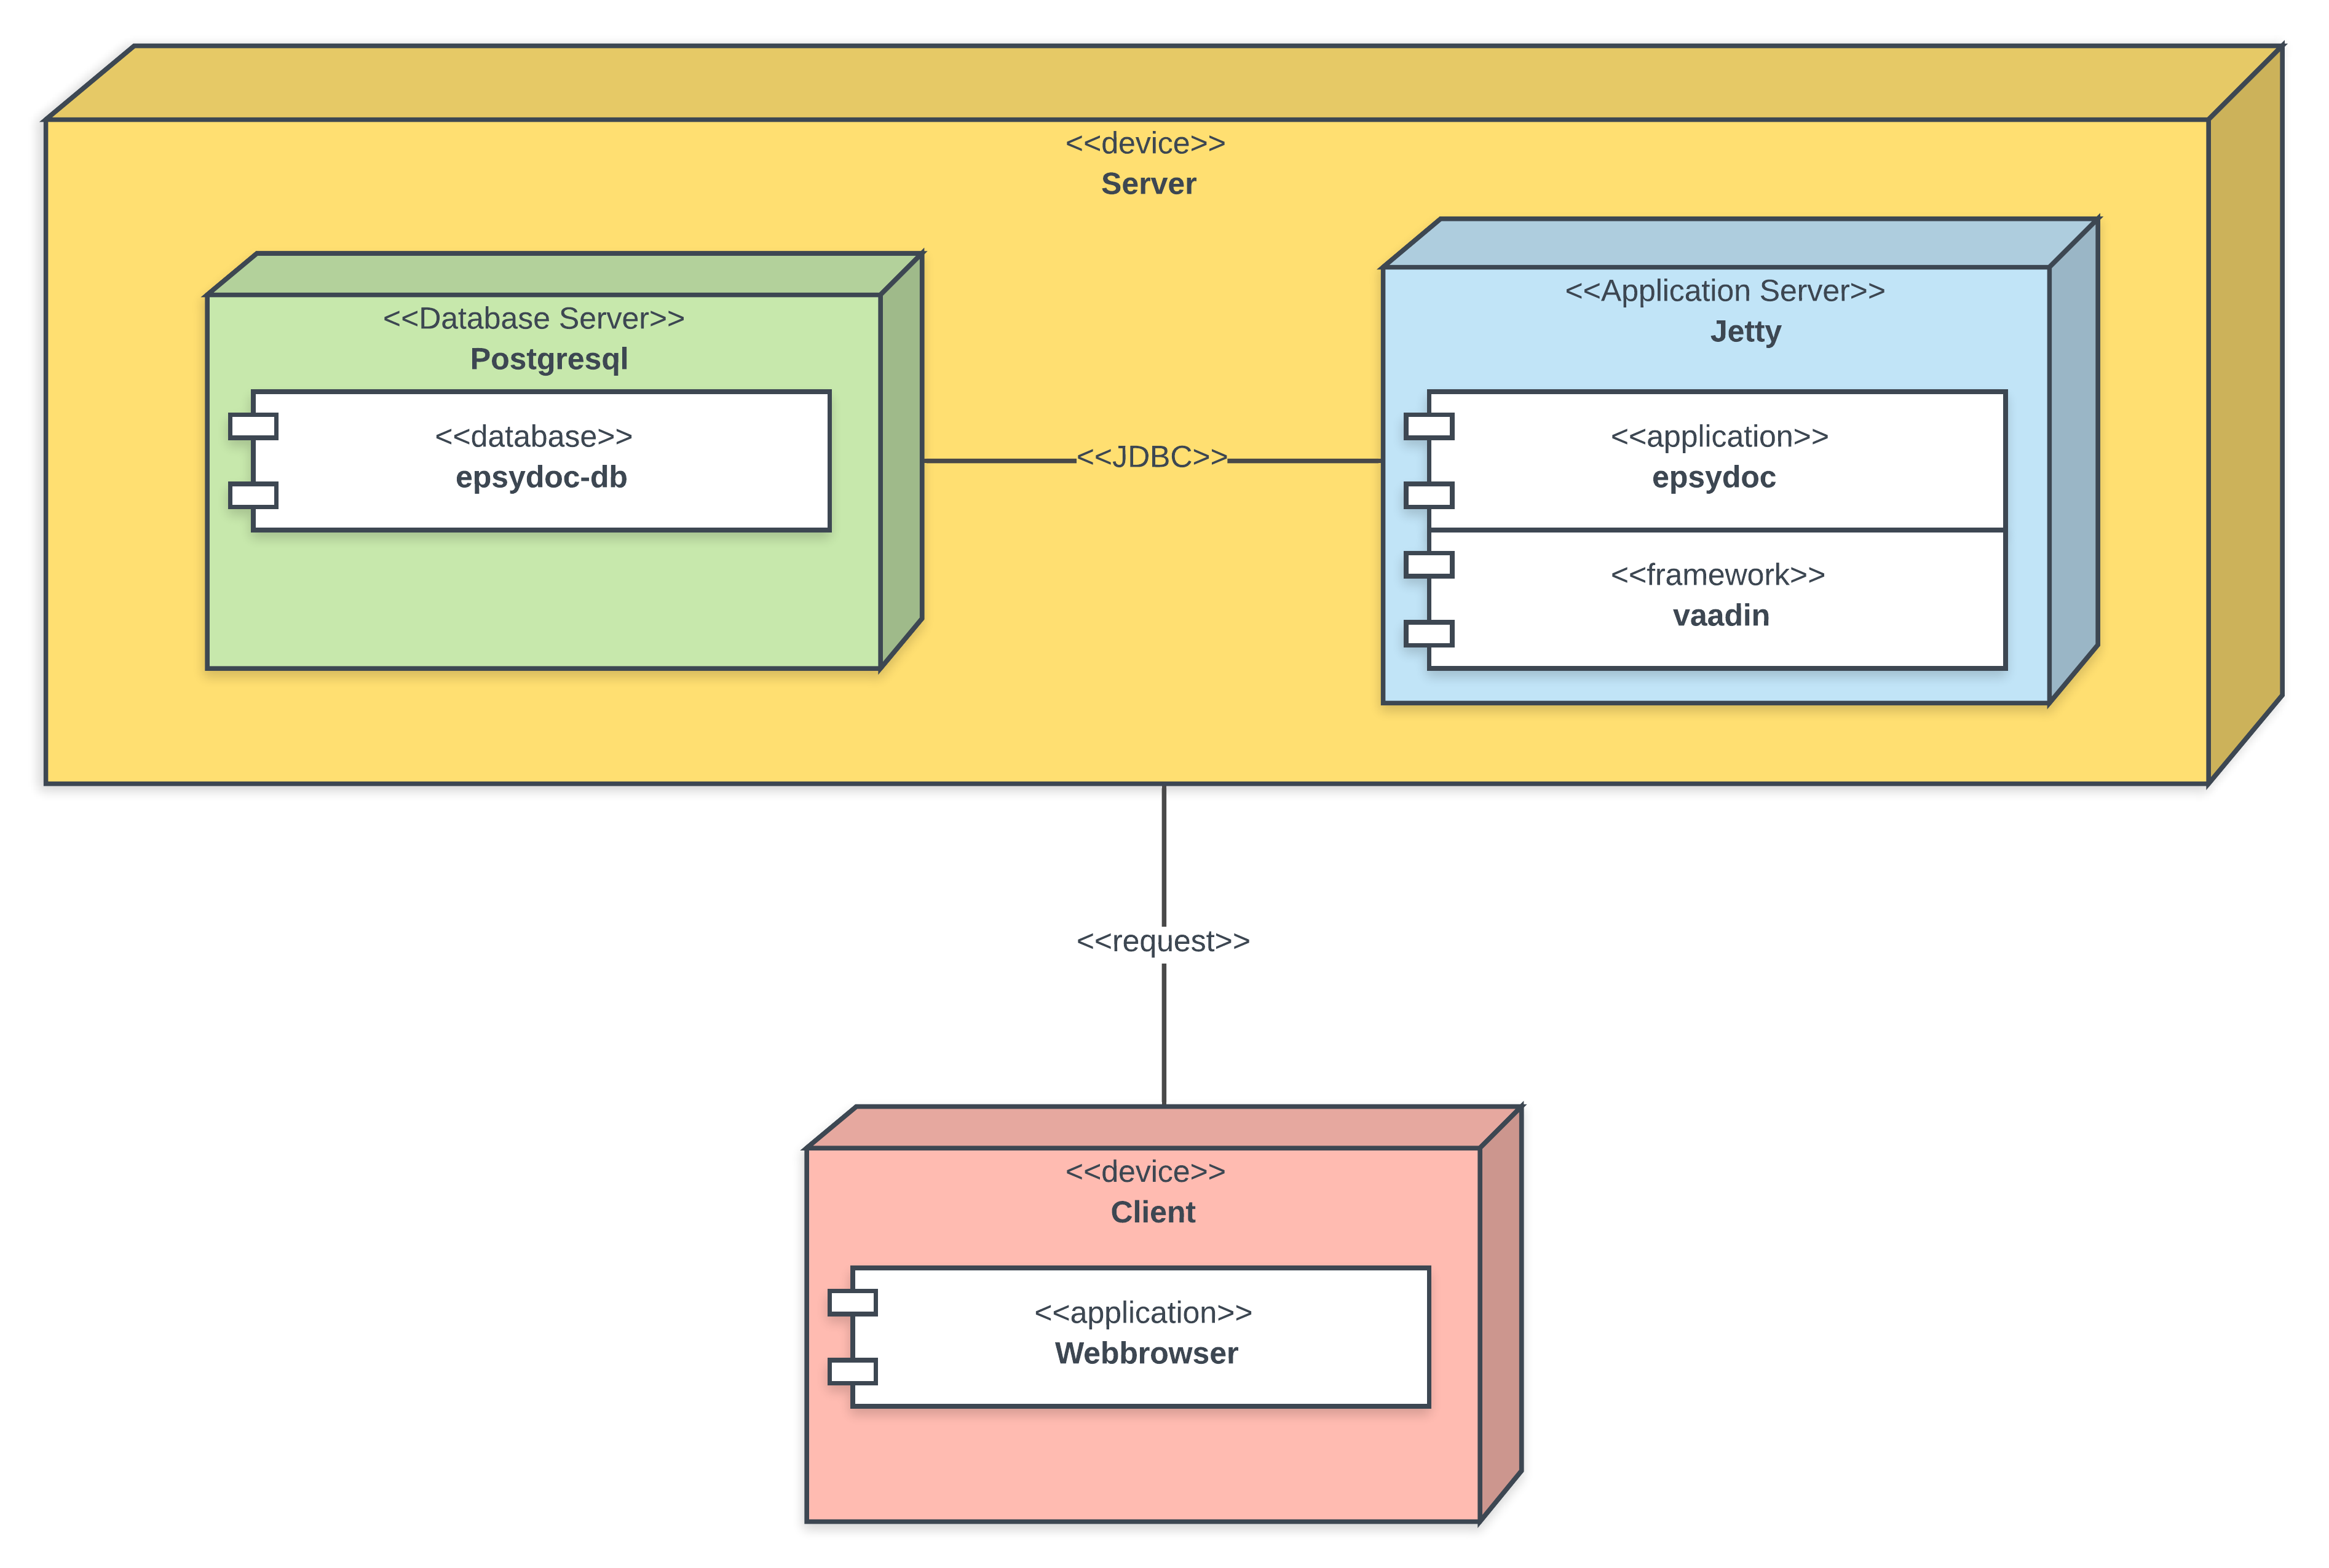 <<device>>
Server
<<Database Server>>
Postgresql
<<database>>
epsydoc-db
<<JDBC>>
<<Application Server>>
Jetty
<<application>>
epsydoc
<<framework>>
vaadin
<<request>>
<<device>>
Client
<<application>>
Webbrowser